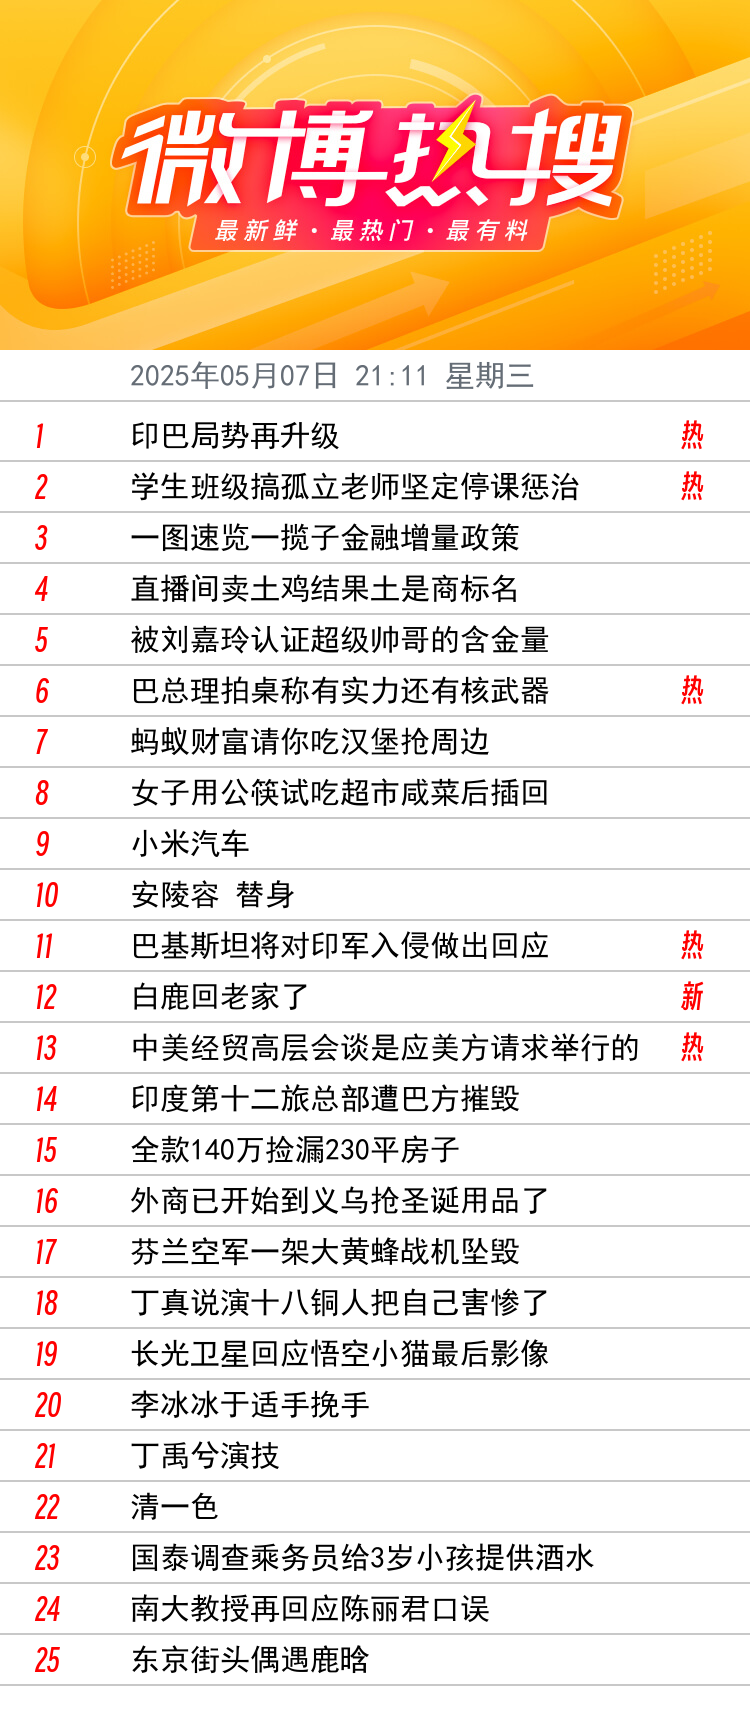 微博热搜
最新鲜·最热门·最有料
2025年05月07日 21:11 星期三
1 印巴局势再升级 热
2 学生班级搞孤立老师坚定停课惩治 热
3 一图速览一揽子金融增量政策
4 直播间卖土鸡结果土是商标名
5 被刘嘉玲认证超级帅哥的含金量
6 巴总理拍桌称有实力还有核武器 热
7 蚂蚁财富请你吃汉堡抢周边
8 女子用公筷试吃超市咸菜后插回
9 小米汽车
10 安陵容 替身
11 巴基斯坦将对印军入侵做出回应 热
12 白鹿回老家了 新
13 中美经贸高层会谈是应美方请求举行的 热
14 印度第十二旅总部遭巴方摧毁
15 全款140万捡漏230平房子
16 外商已开始到义乌抢圣诞用品了
17 芬兰空军一架大黄蜂战机坠毁
18 丁真说演十八铜人把自己害惨了
19 长光卫星回应悟空小猫最后影像
20 李冰冰于适手挽手
21 丁禹兮演技
22 清一色
23 国泰调查乘务员给3岁小孩提供酒水
24 南大教授再回应陈丽君口误
25 东京街头偶遇鹿晗